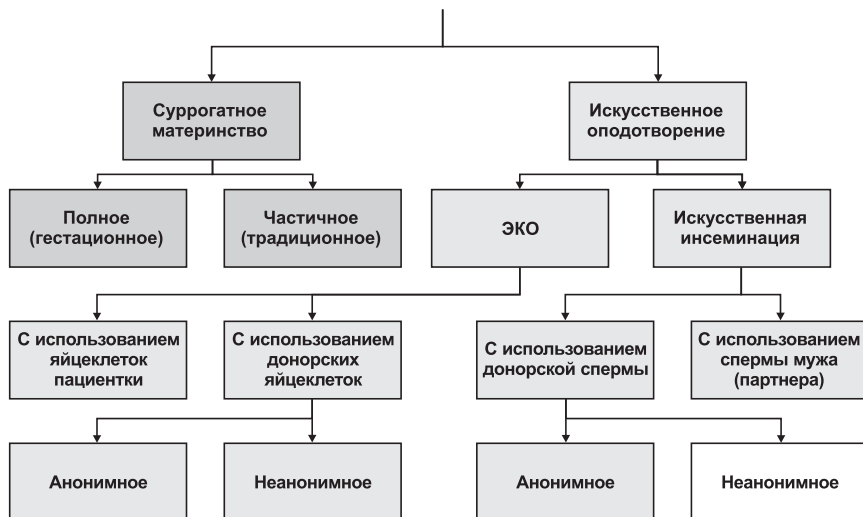 Суррогатное
материнство
Искусственное
оподотворение
Полное
(гестационное)
Частичное
(традиционное)
ЭКО
Искусственная
инсеминация
С использованием
яйцеклеток
пациентки
С использованием
донорских
яйцеклеток
С использованием
донорской спермы
С использованием
спермы мужа
(партнера)
Анонимное
Неанонимное
Анонимное
Неанонимное